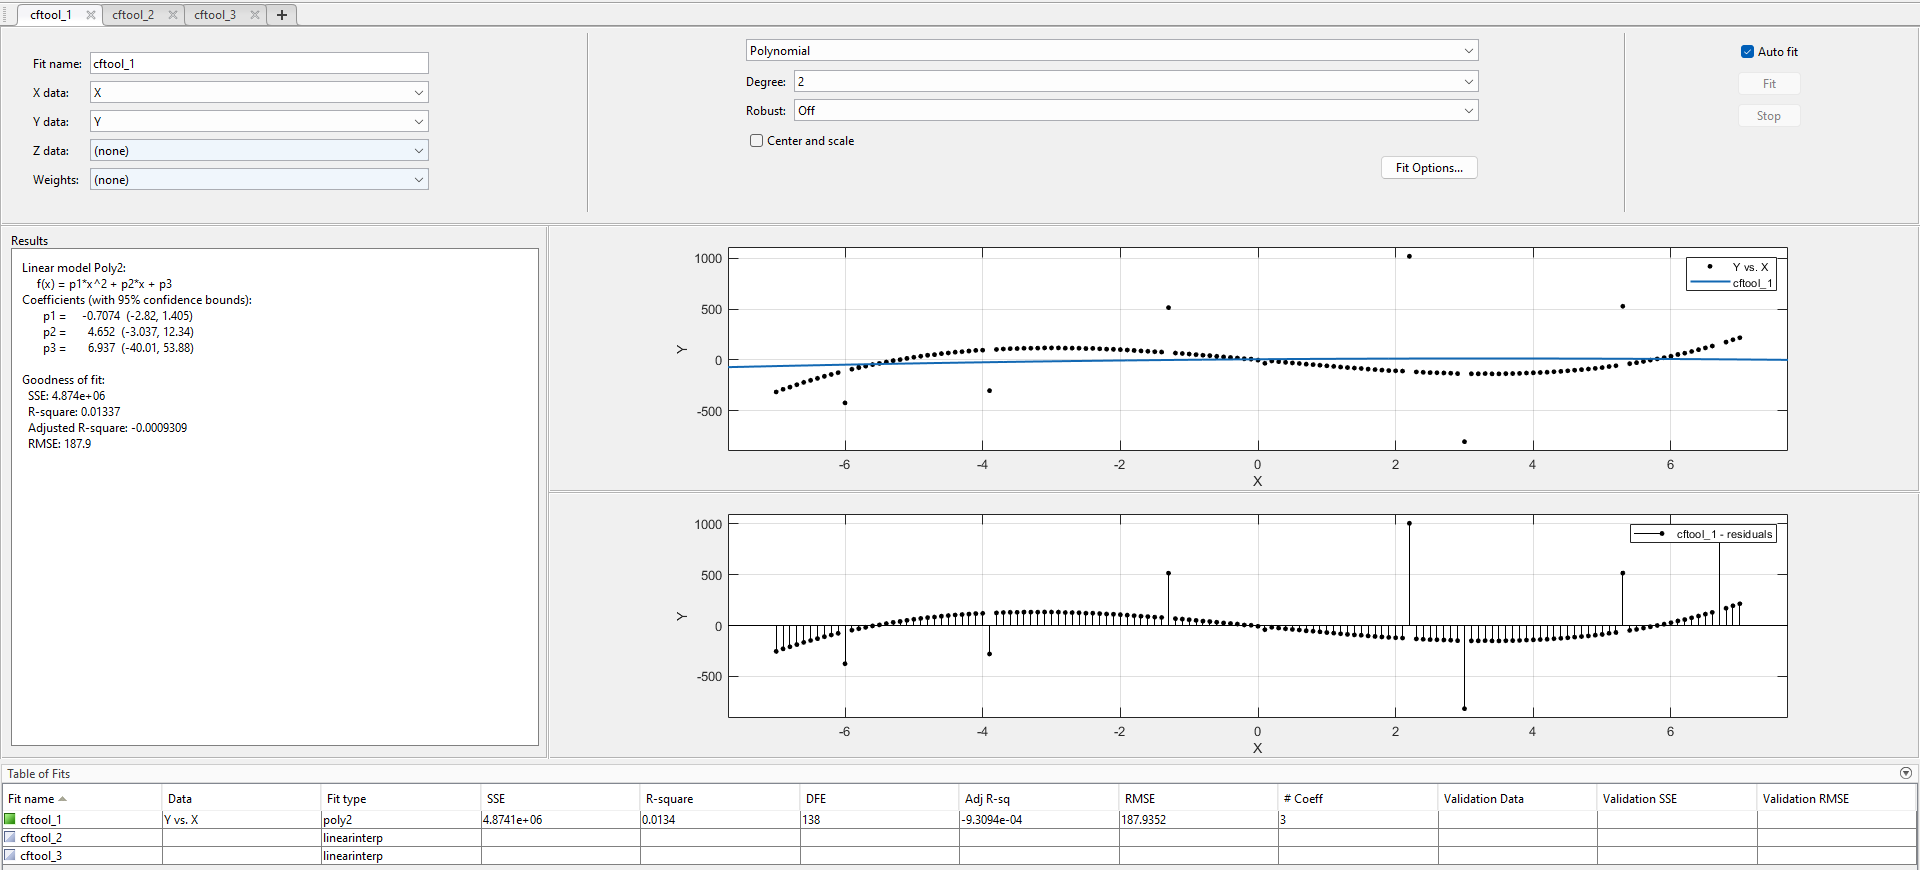 cftool_1 cftool_2 cftool_3
Fit name: cftool_1
X data: X
Y data: Y
Z data: (none)
Weights: (none)
Polynomial
Degree: 2
Robust: Off
Center and scale
Fit Options...
Auto fit
Fit
Stop
Results
Linear model Poly2:
f(x) = p1*x^2 + p2*x + p3
Coefficients (with 95% confidence bounds):
p1 = -0.7074 (-2.82, 1.405)
p2 = 4.652 (-3.037, 12.34)
p3 = 6.937 (-40.01, 53.88)
Goodness of fit:
SSE: 4.874e+06
R-square: 0.01337
Adjusted R-square: -0.0009309
RMSE: 187.9
1000
500
0
-500
Y
-6 -4 -2 0 2 4 6
X
Y vs. X
cftool_1
1000
500
0
-500
Y
-6 -4 -2 0 2 4 6
X
cftool_1 - residuals
Table of Fits
Fit name Data Fit type SSE R-square DFE Adj R-sq RMSE # Coeff Validation Data Validation SSE Validation RMSE
cftool_1 Y vs. X poly2 4.8741e+06 0.0134 138 -9.3094e-04 187.9352 3
cftool_2 linearinterp
cftool_3 linearinterp